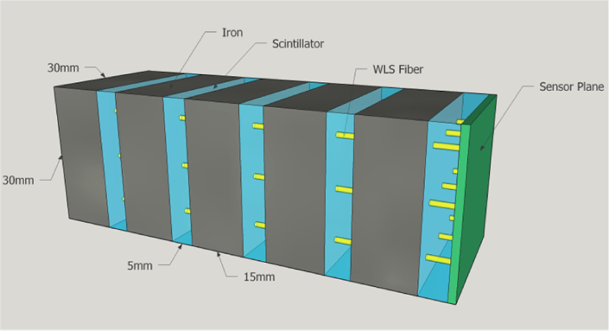 Iron
Scintillator
30mm
WLS Fiber
Sensor Plane
30mm
5mm
15mm